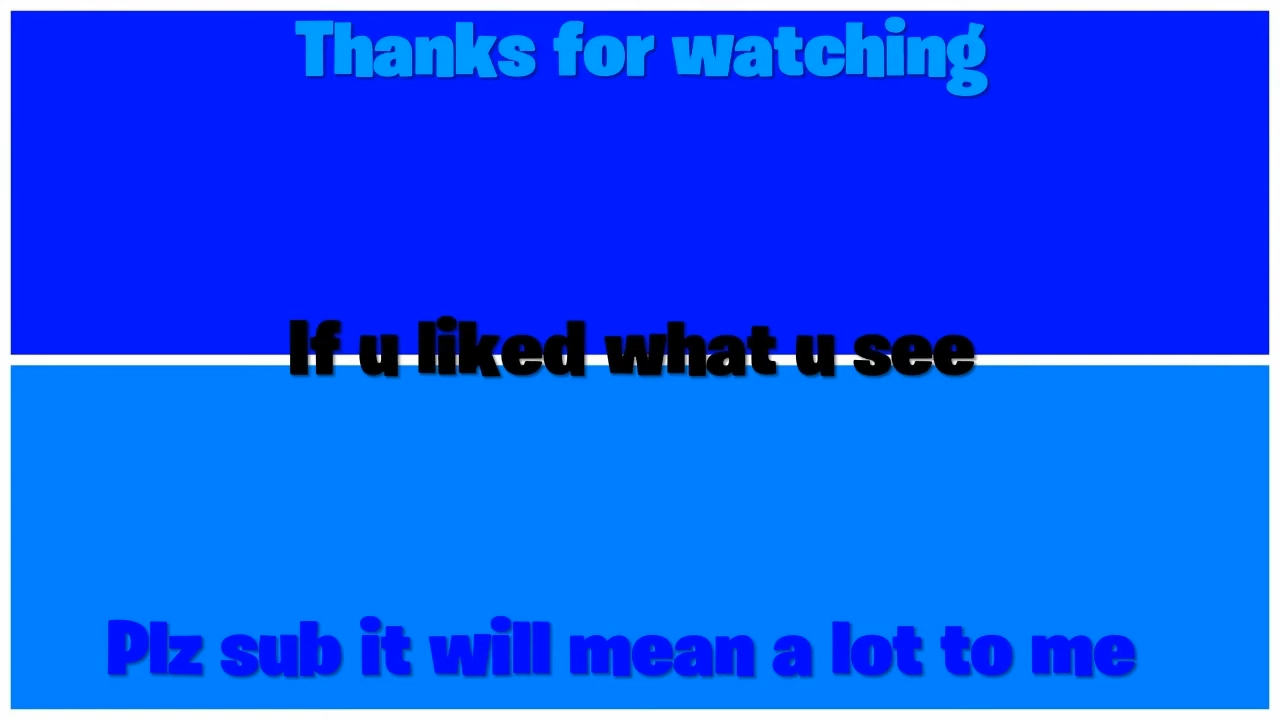 Thanks for watching
If u liked what u see
Plz sub it will mean a lot to me